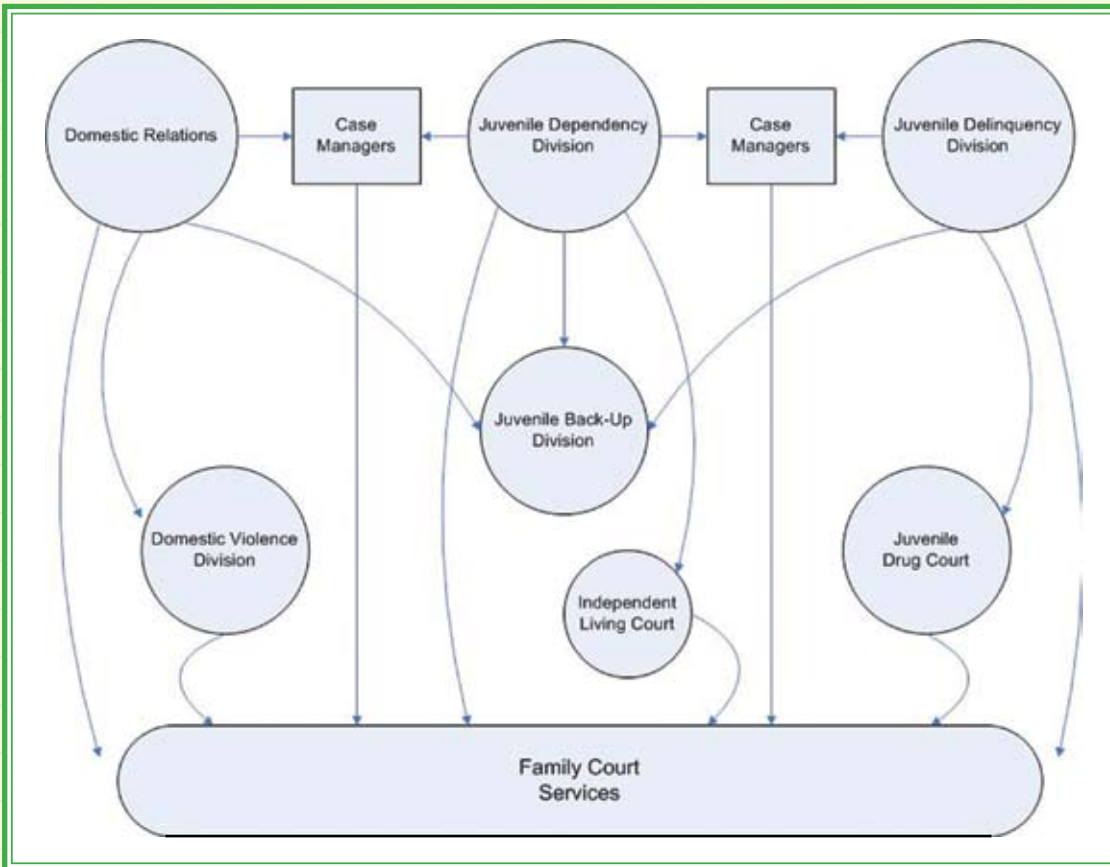 Domestic Relations
Case
Managers
Juvenile Dependency
Division
Case
Managers
Juvenile Delinquency
Division
Juvenile Back-Up
Division
Domestic Violence
Division
Independent
Living Court
Juvenile
Drug Court
Family Court
Services